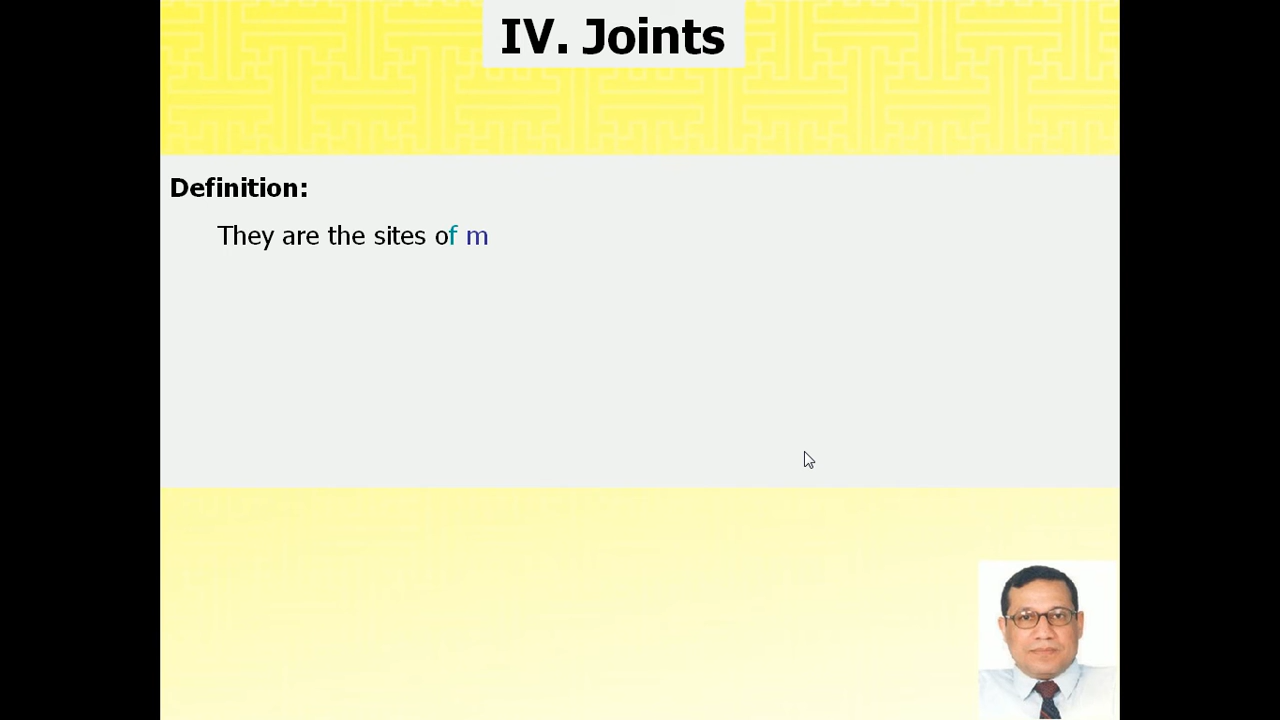 IV. Joints
Definition:
They are the sites of m